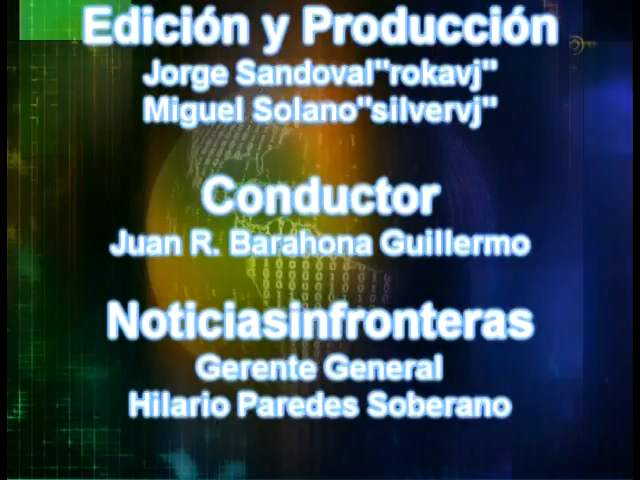 Edición y Producción
Jorge Sandoval"rokavj"
Miguel Solano"silvervj"
Conductor
Juan R. Barahona Guillermo
Noticiasinfronteras
Gerente General
Hilario Paredes Soberano